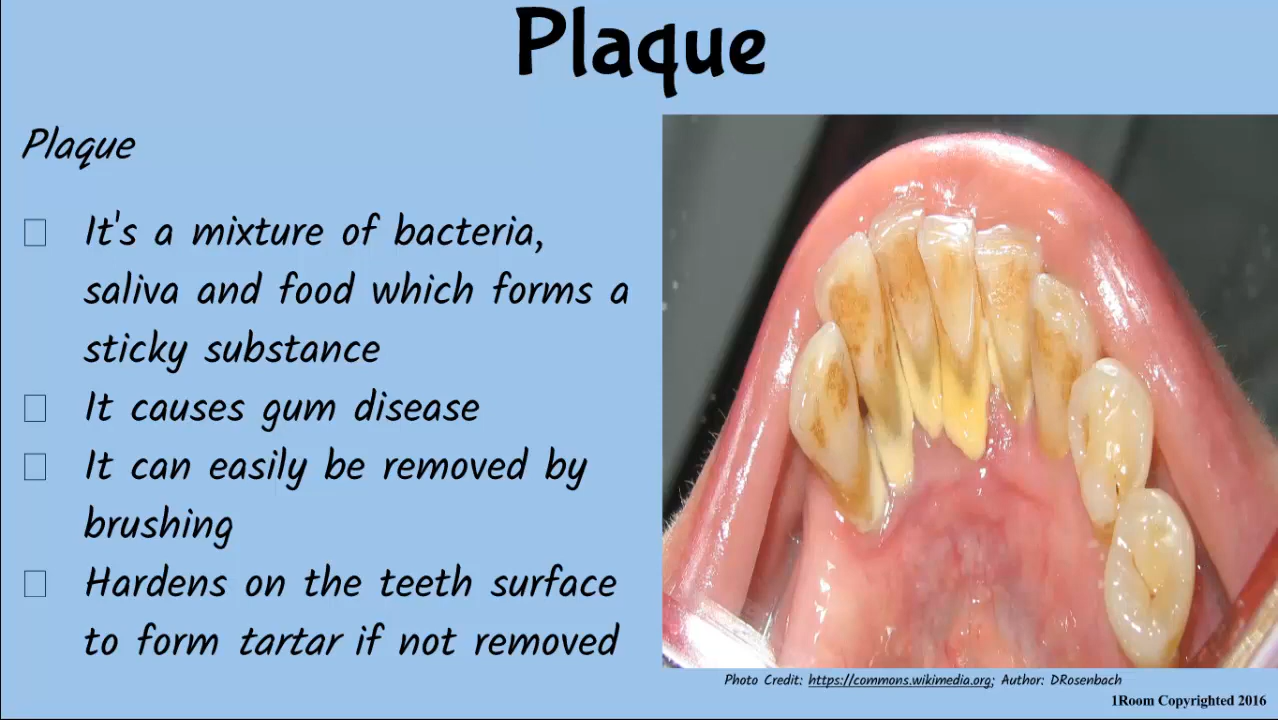 Plaque
Plaque
It's a mixture of bacteria,
saliva and food which forms a
sticky substance
It causes gum disease
It can easily be removed by
brushing
Hardens on the teeth surface
to form tartar if not removed
Photo Credit: https://commons.wikimedia.org; Author: DRosenbach
1Room Copyrighted 2016